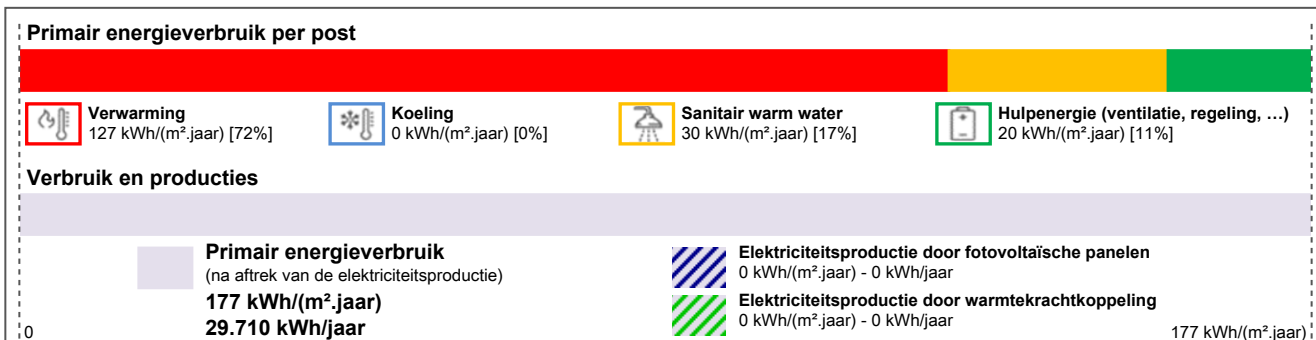 Primair energieverbruik per post
Verwarming
127 kWh/(m².jaar) [72%]
Koeling
0 kWh/(m².jaar) [0%]
Sanitair warm water
30 kWh/(m².jaar) [17%]
Hulpenergie (ventilatie, regeling, …)
20 kWh/(m².jaar) [11%]
Verbruik en producties
Primair energieverbruik
(na aftrek van de elektriciteitsproductie)
177 kWh/(m².jaar)
29.710 kWh/jaar
Elektriciteitsproductie door fotovoltaïsche panelen
0 kWh/(m².jaar) - 0 kWh/jaar
Elektriciteitsproductie door warmtekrachtkoppeling
0 kWh/(m².jaar) - 0 kWh/jaar
0
177 kWh/(m².jaar)